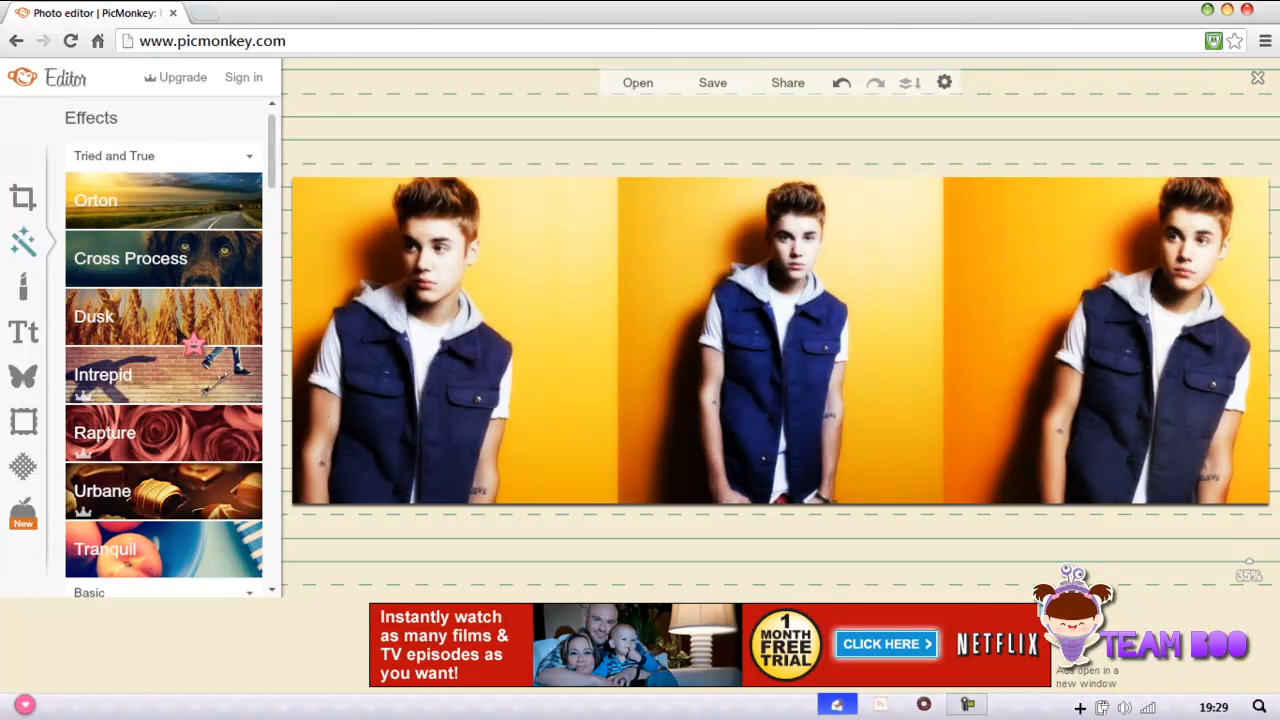 Photo editor | PicMonkey:
www.picmonkey.com
Editor
Upgrade
Sign in
Open
Save
Share
Effects
Tried and True
Orton
Cross Process
Dusk
Intrepid
Rapture
Urbane
Tranquil
Basic
New
35%
Instantly watch
as many films &
TV episodes as
you want!
1
MONTH
FREE
TRIAL
CLICK HERE
NETFLIX
TEAM BOO
Ads open in a
new window
19:29